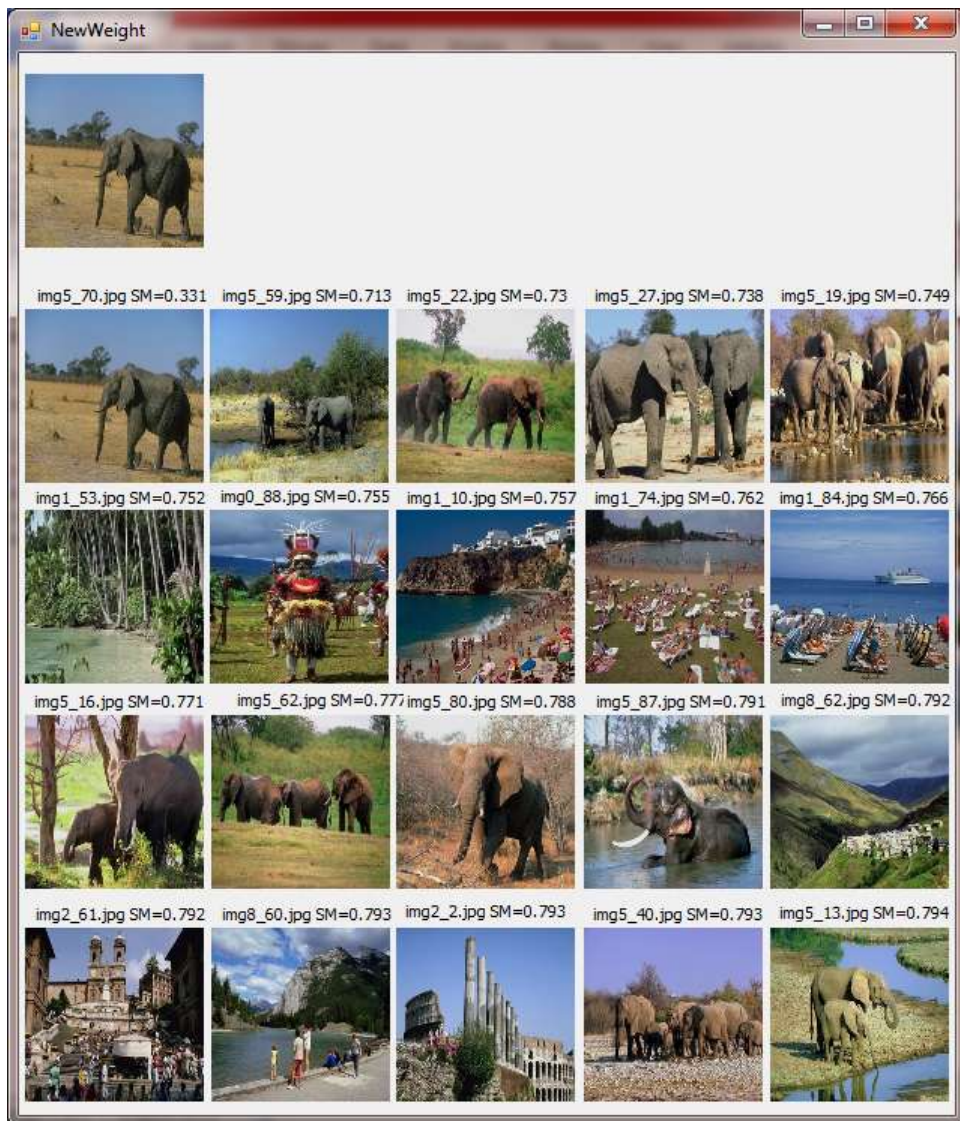 NewWeight
img5_70.jpg SM=0.331 img5_59.jpg SM=0.713 img5_22.jpg SM=0.73 img5_27.jpg SM=0.738 img5_19.jpg SM=0.749
img1_53.jpg SM=0.752 img0_88.jpg SM=0.755 img1_10.jpg SM=0.757 img1_74.jpg SM=0.762 img1_84.jpg SM=0.766
img5_16.jpg SM=0.771 img5_62.jpg SM=0.777 img5_80.jpg SM=0.788 img5_87.jpg SM=0.791 img8_62.jpg SM=0.792
img2_61.jpg SM=0.792 img8_60.jpg SM=0.793 img2_2.jpg SM=0.793 img5_40.jpg SM=0.793 img5_13.jpg SM=0.794